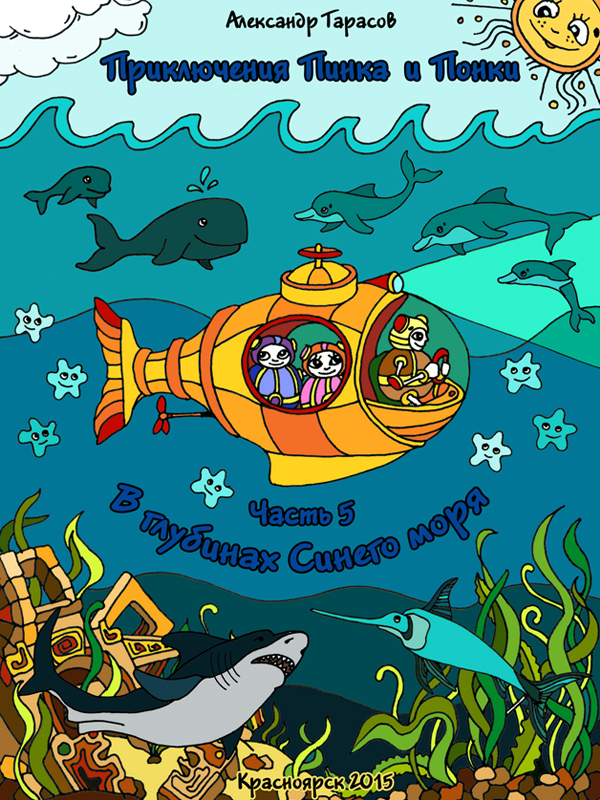 Александр Тарасов
Приключения Пинка и Понки
Часть 5
В глубинах Синего моря
Красноярск 2015